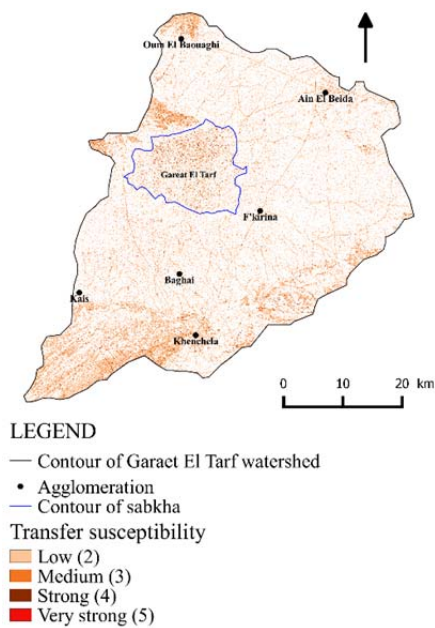 Oum El Baouaghi
Ain El Beida
Garaat El Tarf
F'kirina
Baghai
Kais
Khenchela
0 10 20 km
LEGEND
Contour of Garaet El Tarf watershed
Agglomeration
Contour of sabkha
Transfer susceptibility
Low (2)
Medium (3)
Strong (4)
Very strong (5)